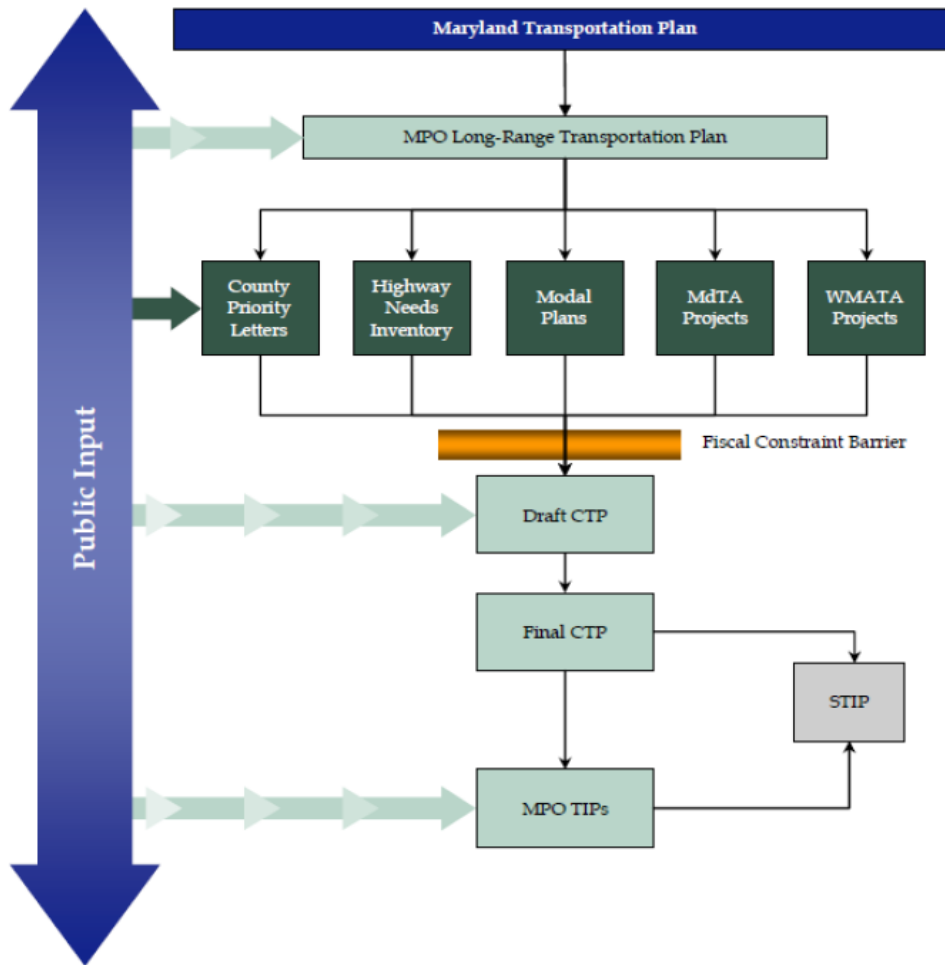 Maryland Transportation Plan
MPO Long-Range Transportation Plan
County
Priority
Letters
Highway
Needs
Inventory
Modal
Plans
MdTA
Projects
WMATA
Projects
Fiscal Constraint Barrier
Public Input
Draft CTP
Final CTP
STIP
MPO TIPs